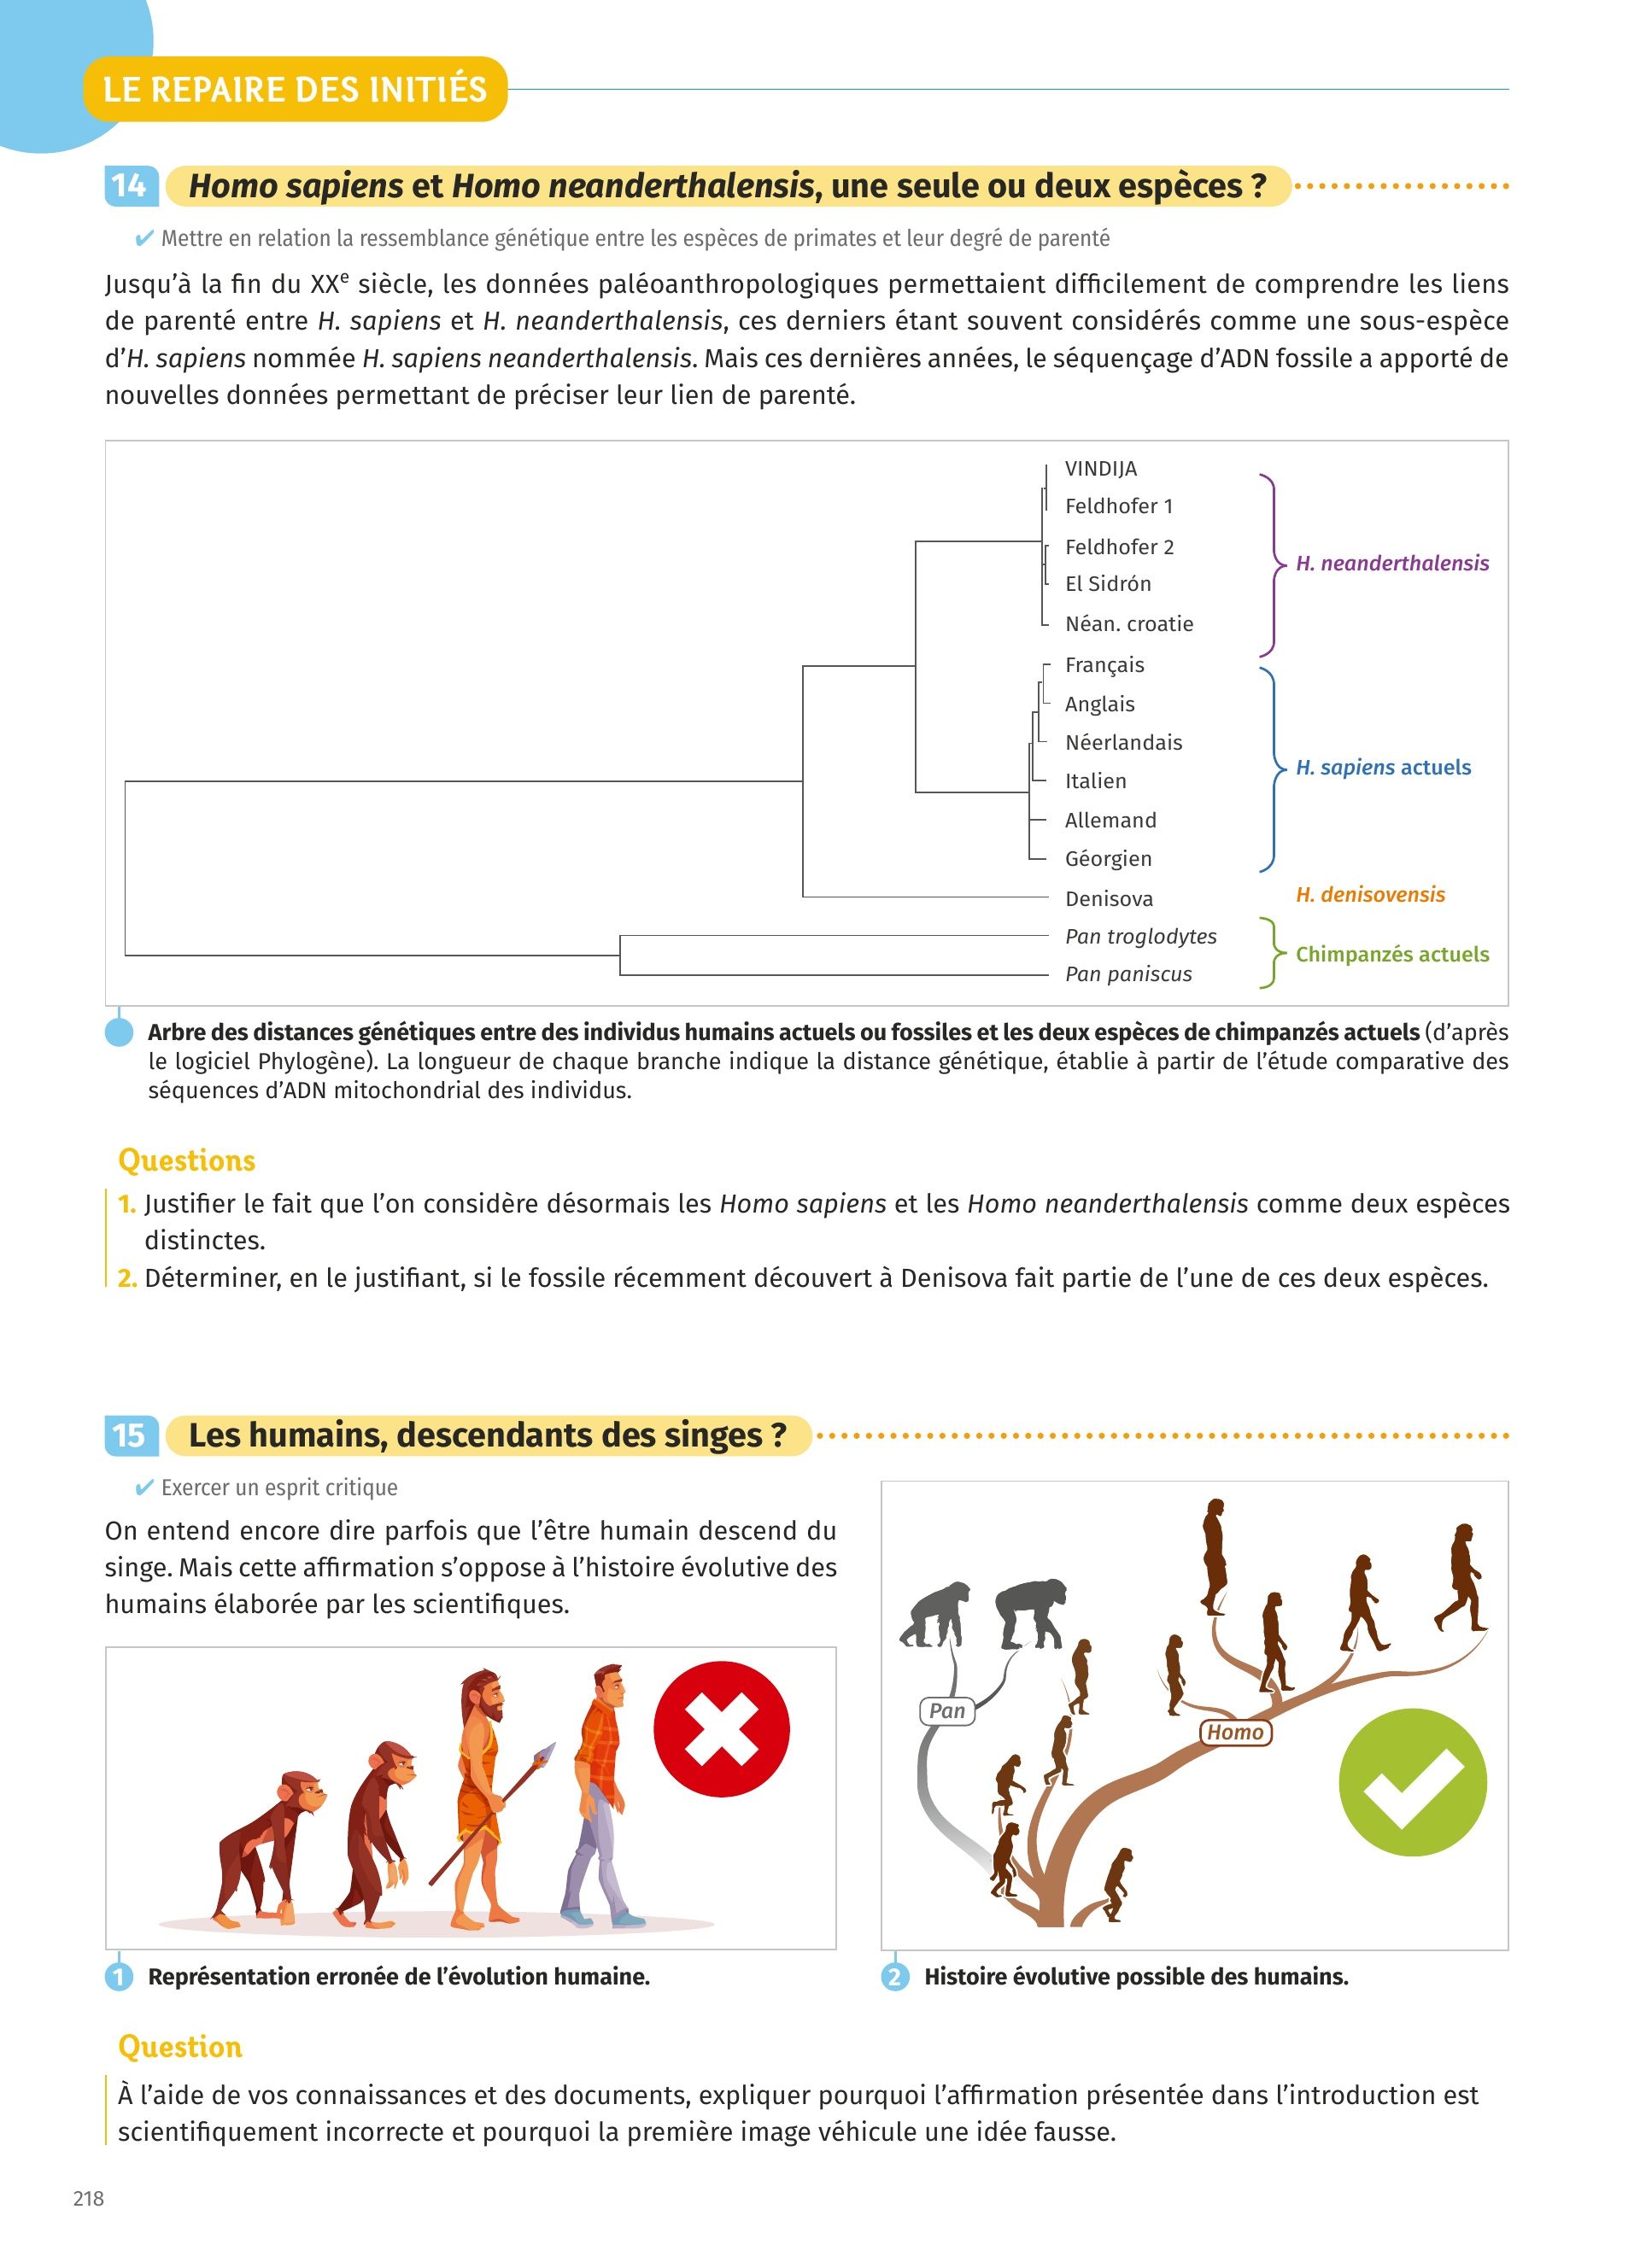 LE REPAIRE DES INITIÉS
14 Homo sapiens et Homo neanderthalensis, une seule ou deux espèces ?
✔ Mettre en relation la ressemblance génétique entre les espèces de primates et leur degré de parenté
Jusqu’à la fin du XXe siècle, les données paléoanthropologiques permettaient difficilement de comprendre les liens
de parenté entre H. sapiens et H. neanderthalensis, ces derniers étant souvent considérés comme une sous-espèce
d’H. sapiens nommée H. sapiens neanderthalensis. Mais ces dernières années, le séquençage d’ADN fossile a apporté de
nouvelles données permettant de préciser leur lien de parenté.
VINDIJA
Feldhofer 1
Feldhofer 2
El Sidrón
Néan. croatie
H. neanderthalensis
Français
Anglais
Néerlandais
Italien
Allemand
Géorgien
H. sapiens actuels
Denisova
H. denisovensis
Pan troglodytes
Pan paniscus
Chimpanzés actuels
Arbre des distances génétiques entre des individus humains actuels ou fossiles et les deux espèces de chimpanzés actuels (d’après
le logiciel Phylogène). La longueur de chaque branche indique la distance génétique, établie à partir de l’étude comparative des
séquences d’ADN mitochondrial des individus.
Questions
1. Justifier le fait que l’on considère désormais les Homo sapiens et les Homo neanderthalensis comme deux espèces
distinctes.
2. Déterminer, en le justifiant, si le fossile récemment découvert à Denisova fait partie de l’une de ces deux espèces.
15 Les humains, descendants des singes ?
✔ Exercer un esprit critique
On entend encore dire parfois que l’être humain descend du
singe. Mais cette affirmation s’oppose à l’histoire évolutive des
humains élaborée par les scientifiques.
1 Représentation erronée de l’évolution humaine.
Pan
Homo
2 Histoire évolutive possible des humains.
Question
À l’aide de vos connaissances et des documents, expliquer pourquoi l’affirmation présentée dans l’introduction est
scientifiquement incorrecte et pourquoi la première image véhicule une idée fausse.
218